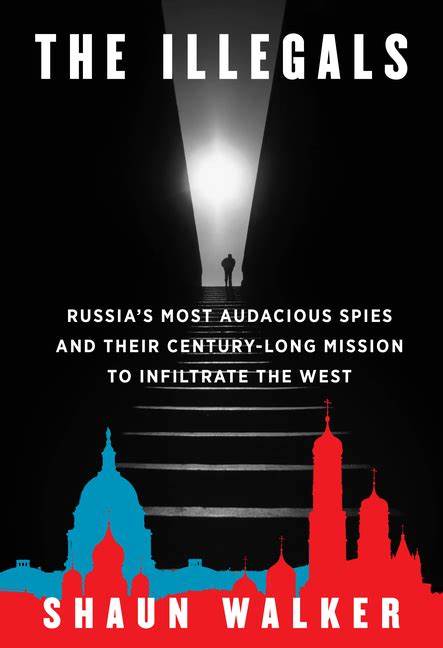 THE ILLEGALS
RUSSIA'S MOST AUDACIOUS SPIES
AND THEIR CENTURY-LONG MISSION
TO INFILTRATE THE WEST
SHAUN WALKER